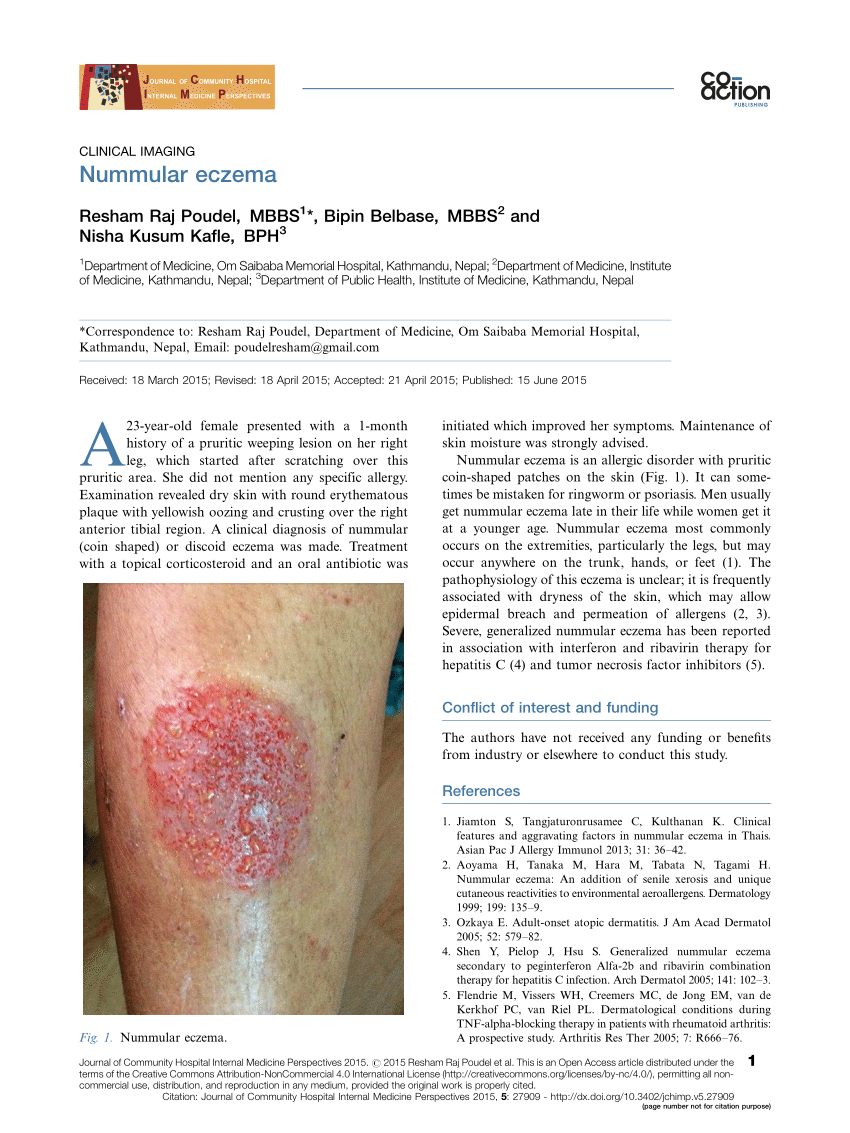 JOURNAL OF COMMUNITY HOSPITAL
INTERNAL MEDICINE PERSPECTIVES
co-
action
PUBLISHING
CLINICAL IMAGING
Nummular eczema
Resham Raj Poudel, MBBS1*, Bipin Belbase, MBBS2 and
Nisha Kusum Kafle, BPH3
1Department of Medicine, Om Saibaba Memorial Hospital, Kathmandu, Nepal; 2Department of Medicine, Institute
of Medicine, Kathmandu, Nepal; 3Department of Public Health, Institute of Medicine, Kathmandu, Nepal
*Correspondence to: Resham Raj Poudel, Department of Medicine, Om Saibaba Memorial Hospital,
Kathmandu, Nepal, Email: poudelresham@gmail.com
Received: 18 March 2015; Revised: 18 April 2015; Accepted: 21 April 2015; Published: 15 June 2015
A 23-year-old female presented with a 1-month
history of a pruritic weeping lesion on her right
leg, which started after scratching over this
pruritic area. She did not mention any specific allergy.
Examination revealed dry skin with round erythematous
plaque with yellowish oozing and crusting over the right
anterior tibial region. A clinical diagnosis of nummular
(coin shaped) or discoid eczema was made. Treatment
with a topical corticosteroid and an oral antibiotic was
Fig. 1. Nummular eczema.
initiated which improved her symptoms. Maintenance of
skin moisture was strongly advised.
Nummular eczema is an allergic disorder with pruritic
coin-shaped patches on the skin (Fig. 1). It can some-
times be mistaken for ringworm or psoriasis. Men usually
get nummular eczema late in their life while women get it
at a younger age. Nummular eczema most commonly
occurs on the extremities, particularly the legs, but may
occur anywhere on the trunk, hands, or feet (1). The
pathophysiology of this eczema is unclear; it is frequently
associated with dryness of the skin, which may allow
epidermal breach and permeation of allergens (2, 3).
Severe, generalized nummular eczema has been reported
in association with interferon and ribavirin therapy for
hepatitis C (4) and tumor necrosis factor inhibitors (5).
Conflict of interest and funding
The authors have not received any funding or benefits
from industry or elsewhere to conduct this study.
References
1. Jiamton S, Tangjaturonrusamee C, Kulthanan K. Clinical
features and aggravating factors in nummular eczema in Thais.
Asian Pac J Allergy Immunol 2013; 31: 36–42.
2. Aoyama H, Tanaka M, Hara M, Tabata N, Tagami H.
Nummular eczema: An addition of senile xerosis and unique
cutaneous reactivities to environmental aeroallergens. Dermatology
1999; 199: 135–9.
3. Ozkaya E. Adult-onset atopic dermatitis. J Am Acad Dermatol
2005; 52: 579–82.
4. Shen Y, Pielop J, Hsu S. Generalized nummular eczema
secondary to peginterferon Alfa-2b and ribavirin combination
therapy for hepatitis C infection. Arch Dermatol 2005; 141: 102–3.
5. Flendrie M, Vissers WH, Creemers MC, de Jong EM, van de
Kerkhof PC, van Riel PL. Dermatological conditions during
TNF-alpha-blocking therapy in patients with rheumatoid arthritis:
A prospective study. Arthritis Res Ther 2005; 7: R666–76.
Journal of Community Hospital Internal Medicine Perspectives 2015. © 2015 Resham Raj Poudel et al. This is an Open Access article distributed under the
terms of the Creative Commons Attribution-NonCommercial 4.0 International License (http://creativecommons.org/licenses/by-nc/4.0/), permitting all non-
commercial use, distribution, and reproduction in any medium, provided the original work is properly cited.
1
Citation: Journal of Community Hospital Internal Medicine Perspectives 2015, 5: 27909 - http://dx.doi.org/10.3402/jchimp.v5.27909
(page number not for citation purpose)